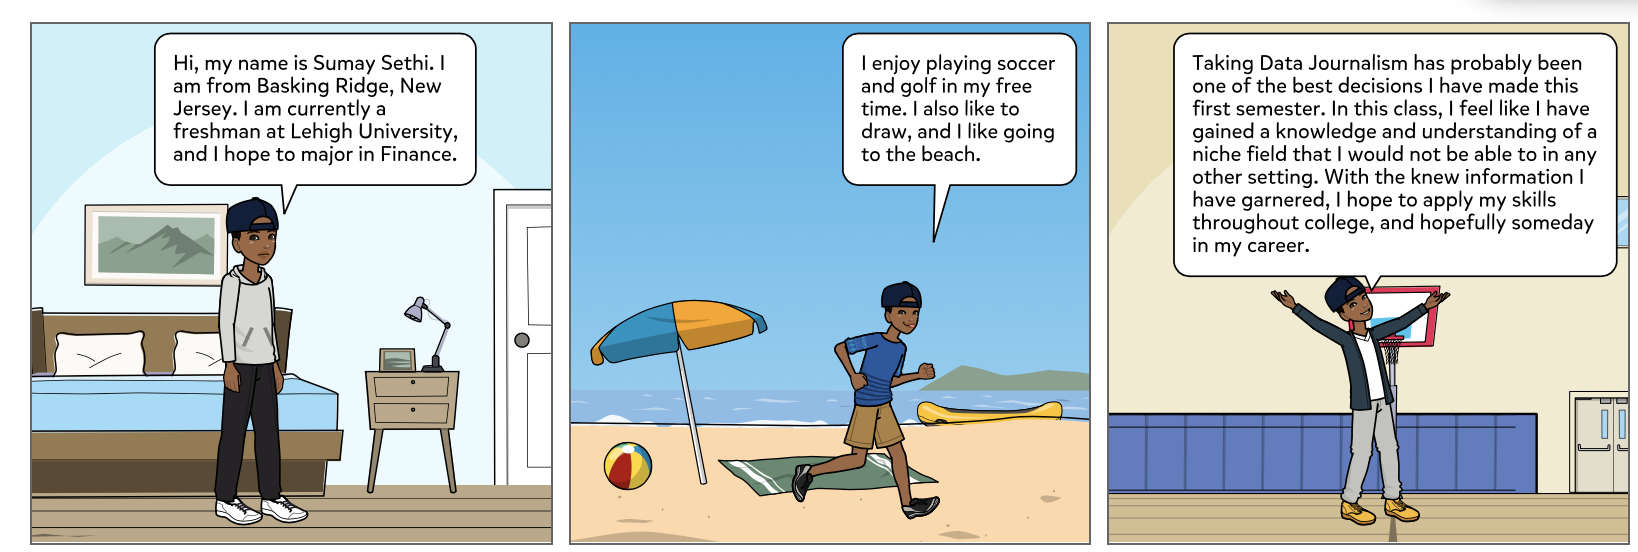 Hi, my name is Sumay Sethi. I
am from Basking Ridge, New
Jersey. I am currently a
freshman at Lehigh University,
and I hope to major in Finance.
I enjoy playing soccer
and golf in my free
time. I also like to
draw, and I like going
to the beach.
Taking Data Journalism has probably been
one of the best decisions I have made this
first semester. In this class, I feel like I have
gained a knowledge and understanding of a
niche field that I would not be able to in any
other setting. With the knew information I
have garnered, I hope to apply my skills
throughout college, and hopefully someday
in my career.